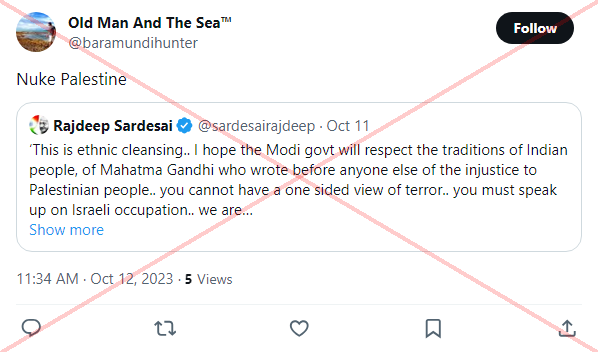 Old Man And The Sea™
@baramundihunter
Follow
Nuke Palestine
Rajdeep Sardesai @sardesairajdeep · Oct 11
‘This is ethnic cleansing.. I hope the Modi govt will respect the traditions of Indian
people, of Mahatma Gandhi who wrote before anyone else of the injustice to
Palestinian people.. you cannot have a one sided view of terror.. you must speak
up on Israeli occupation.. we are...
Show more
11:34 AM · Oct 12, 2023 · 5 Views